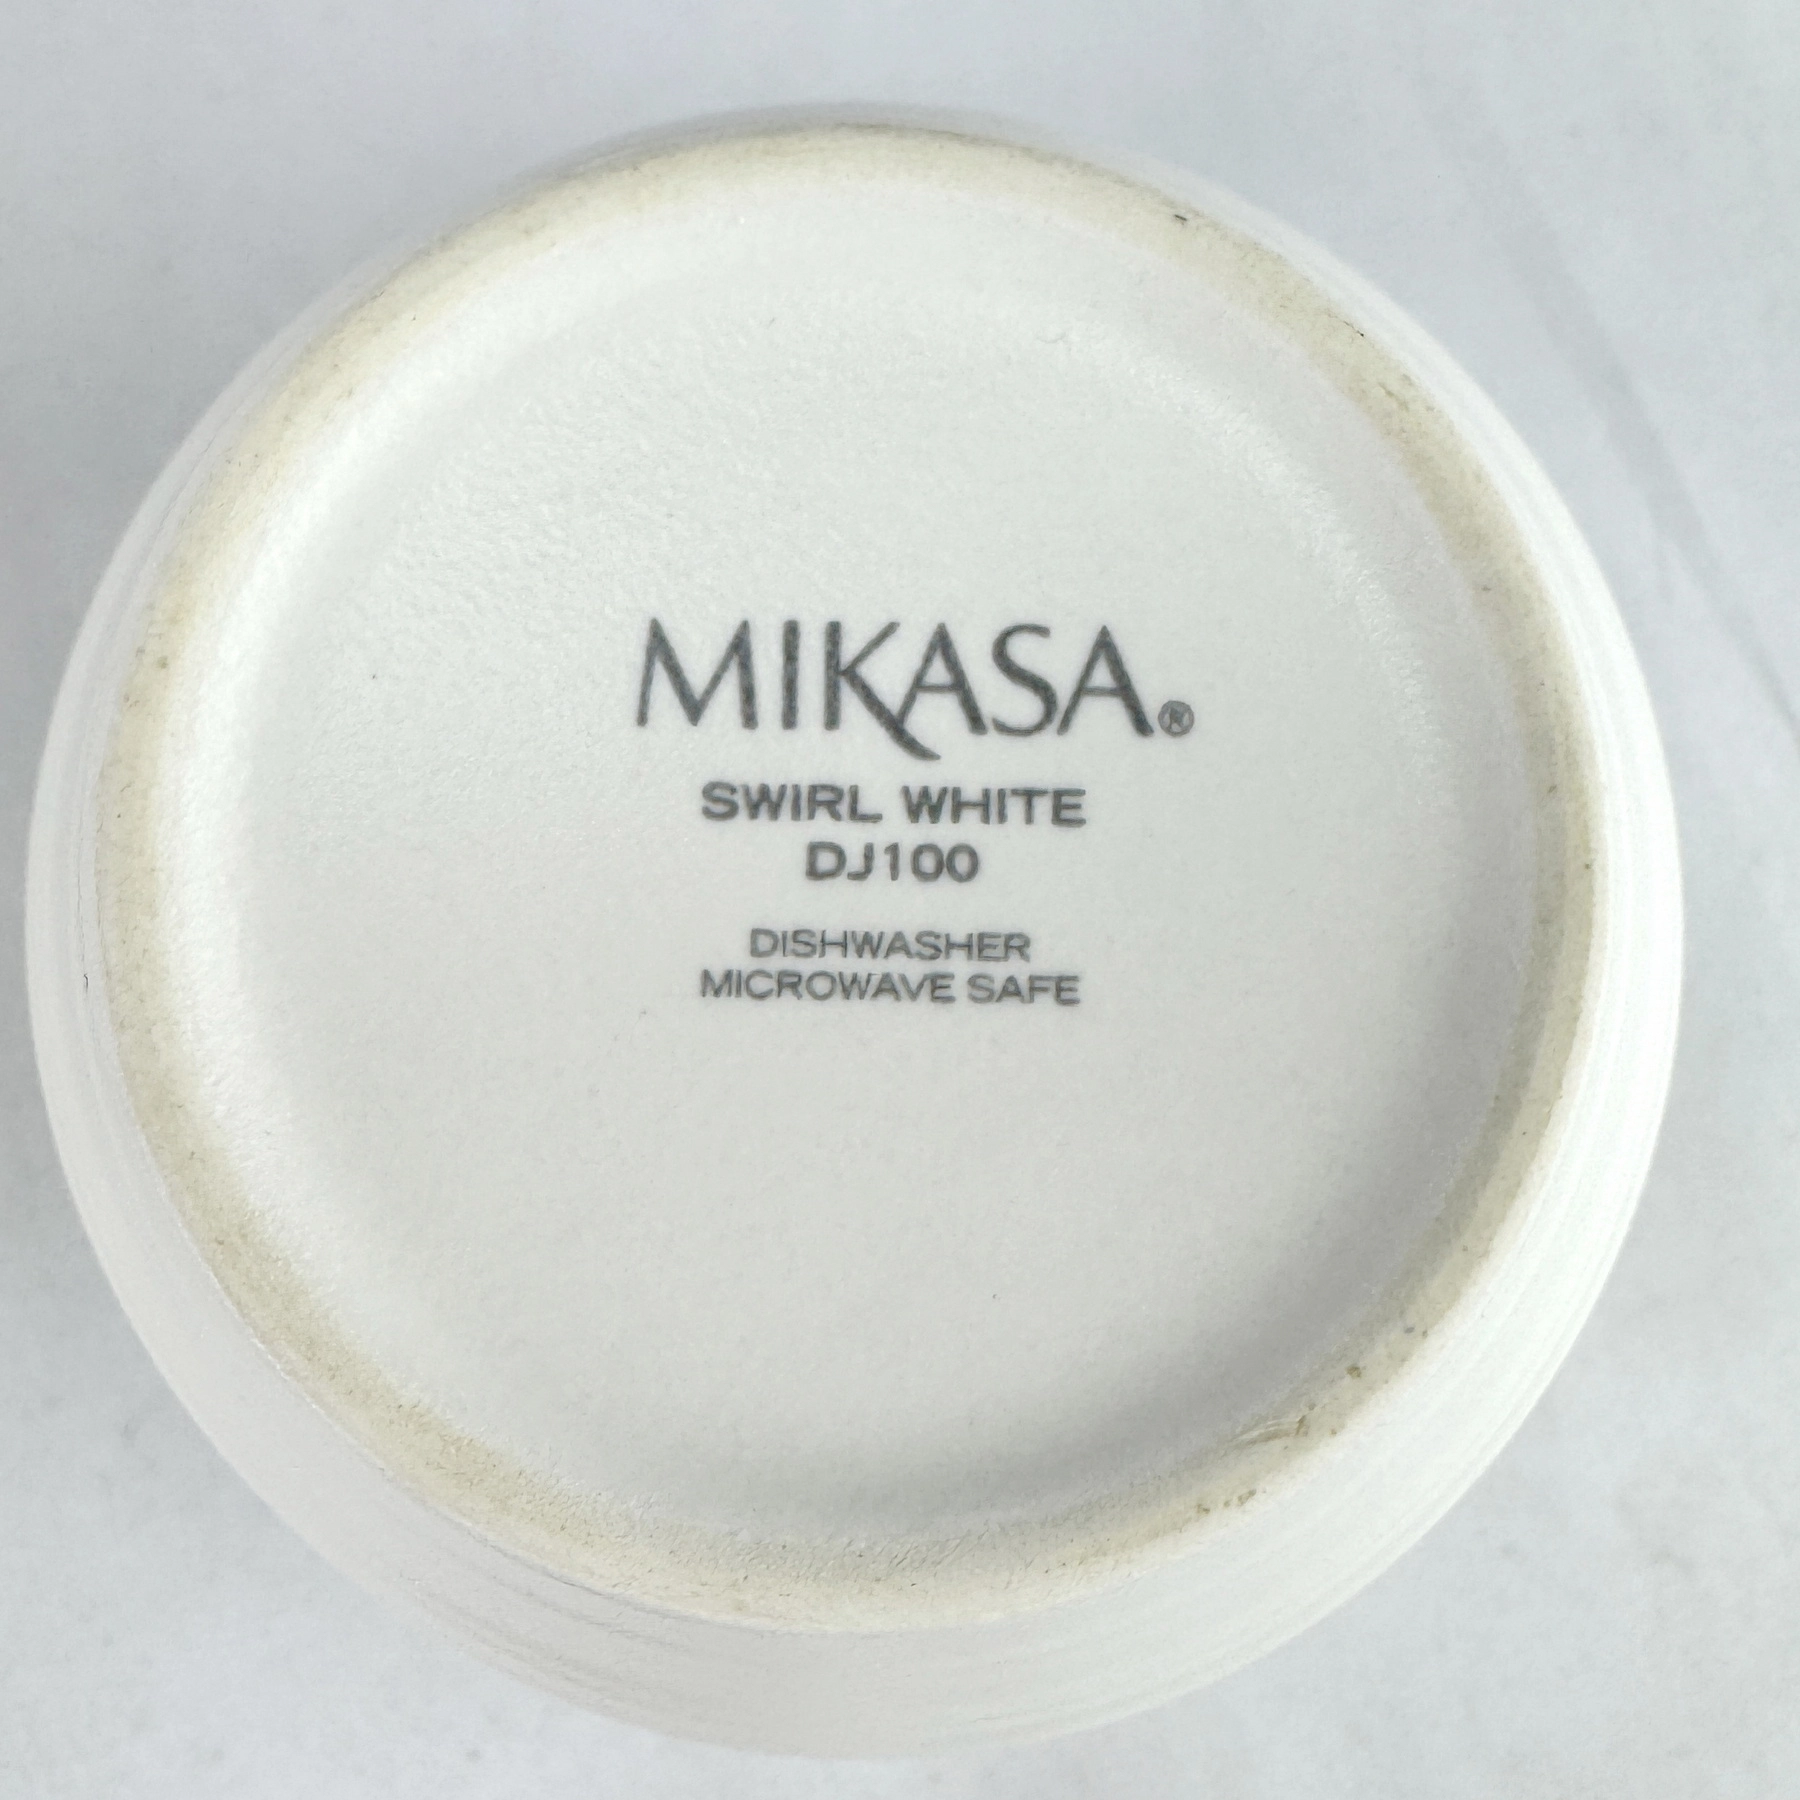 MIKASA®
SWIRL WHITE
DJ100
DISHWASHER
MICROWAVE SAFE